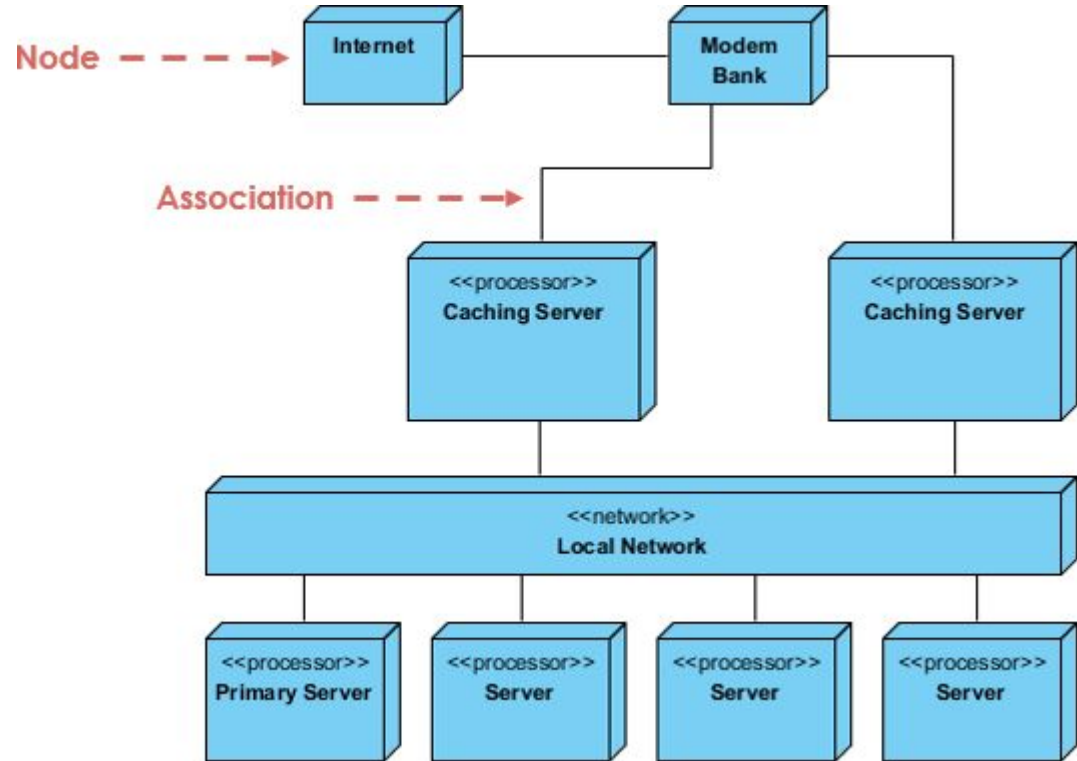 Node
Internet
Modem
Bank
Association
<<processor>>
Caching Server
<<processor>>
Caching Server
<<network>>
Local Network
<<processor>>
Primary Server
<<processor>>
Server
<<processor>>
Server
<<processor>>
Server